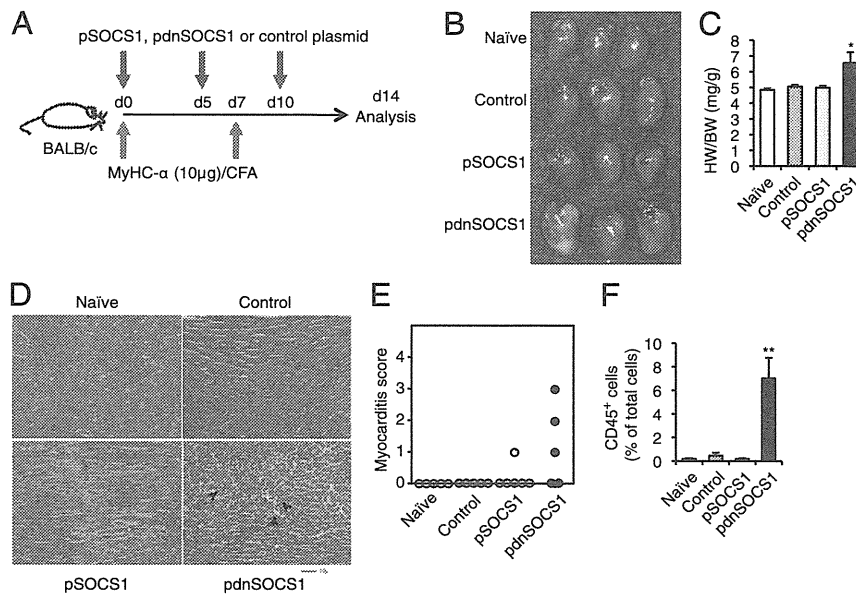 A
pSOCS1, pdnSOCS1 or control plasmid
d0
d5
d7
d10
d14
Analysis
BALB/c
MyHC-α (10μg)/CFA
B
Naïve
Control
pSOCS1
pdnSOCS1
C
HW/BW (mg/g)
8
7
6
5
4
3
2
1
0
*
Naïve
Control
pSOCS1
pdnSOCS1
D
Naïve
Control
pSOCS1
pdnSOCS1
E
Myocarditis score
4
3
2
1
0
Naïve
Control
pSOCS1
pdnSOCS1
F
CD45+ cells
(% of total cells)
10
8
6
4
2
0
**
Naïve
Control
pSOCS1
pdnSOCS1